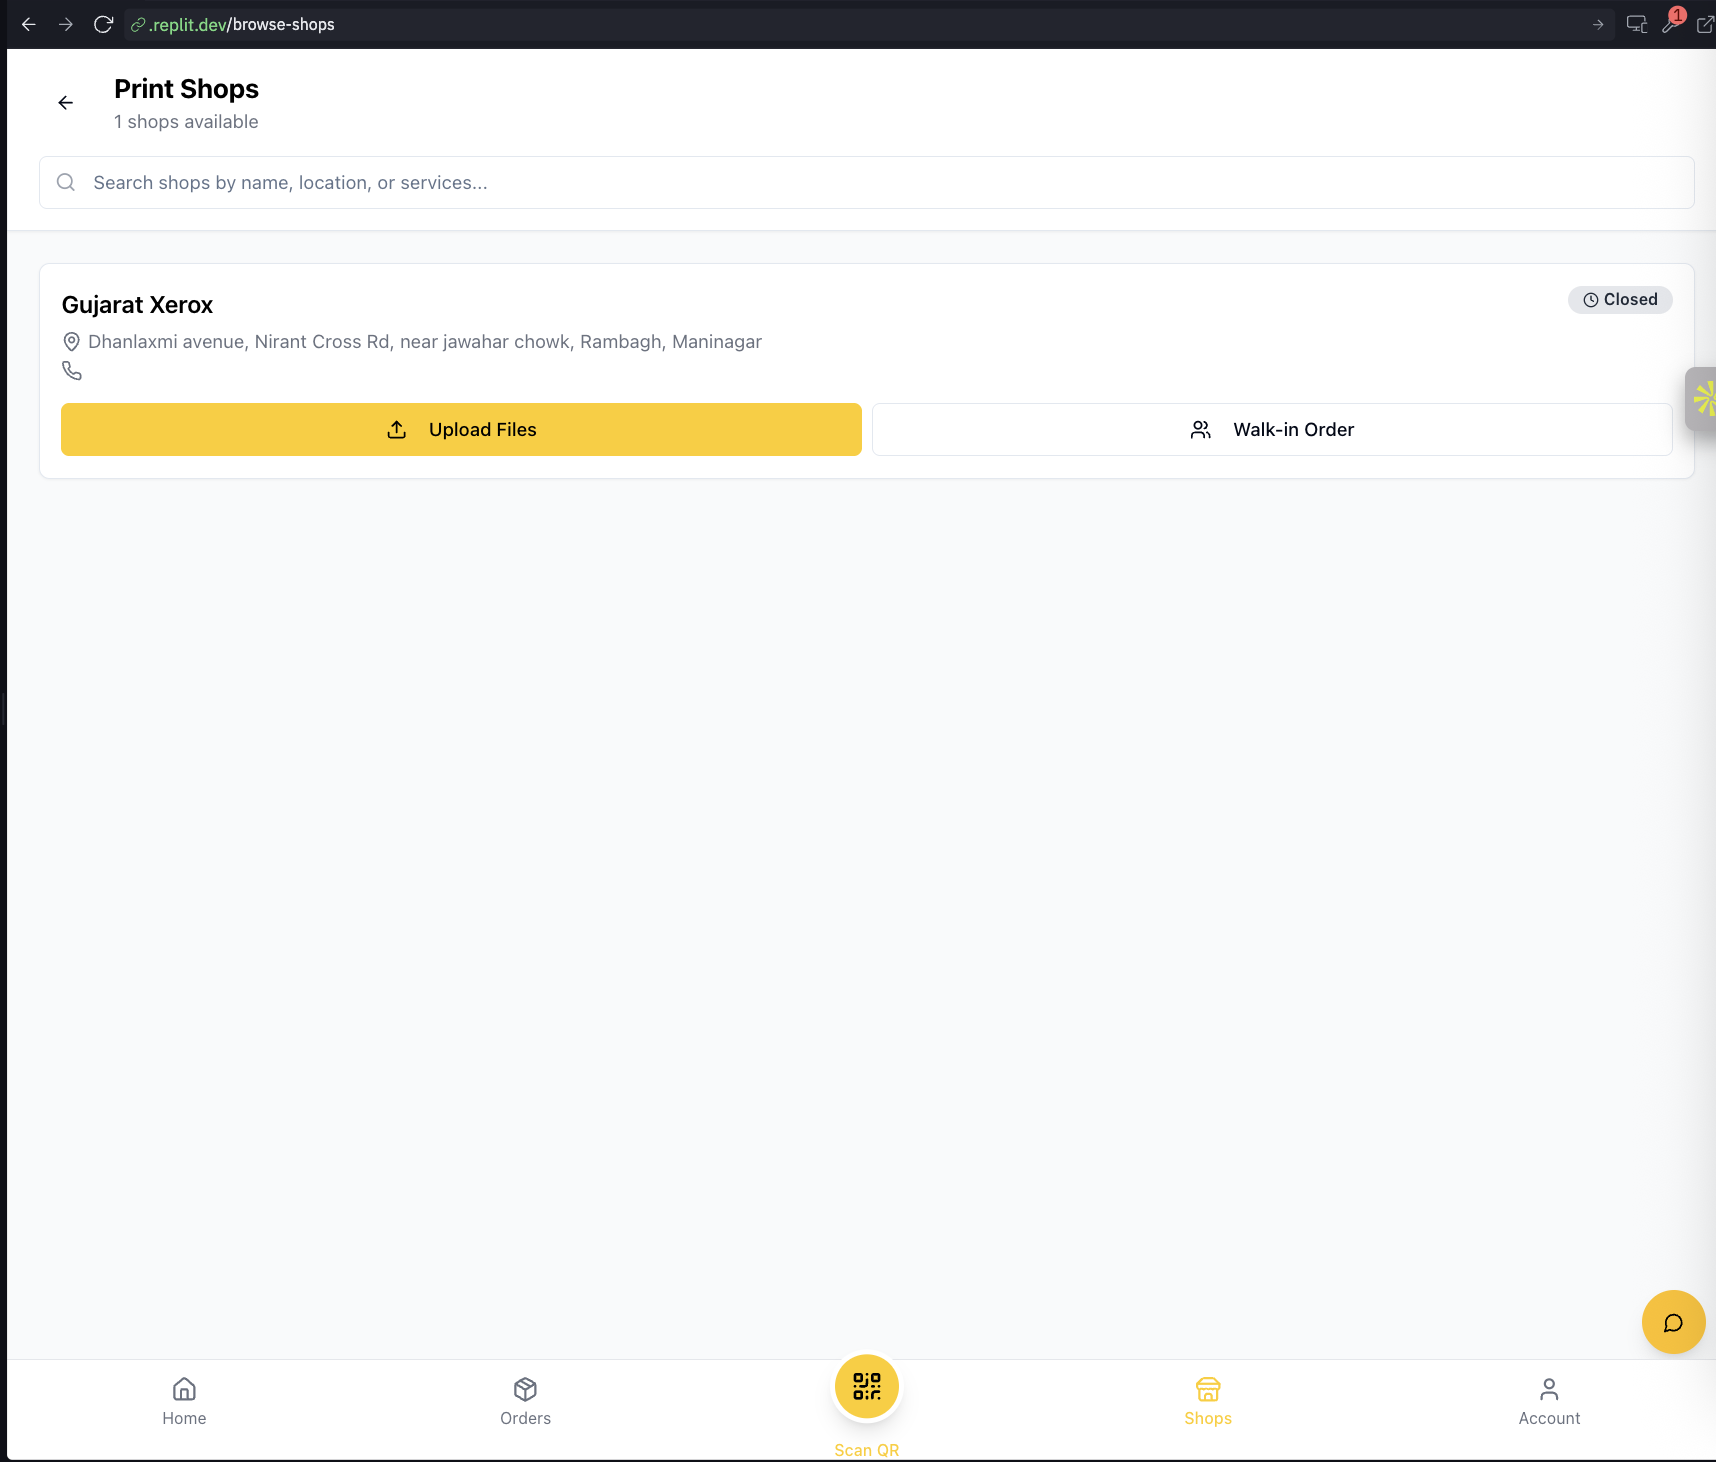 .replit.dev/browse-shops
1
Print Shops
1 shops available
Search shops by name, location, or services...
Gujarat Xerox
Closed
Dhanlaxmi avenue, Nirant Cross Rd, near jawahar chowk, Rambagh, Maninagar
Upload Files
Walk-in Order
Home
Orders
Scan QR
Shops
Account